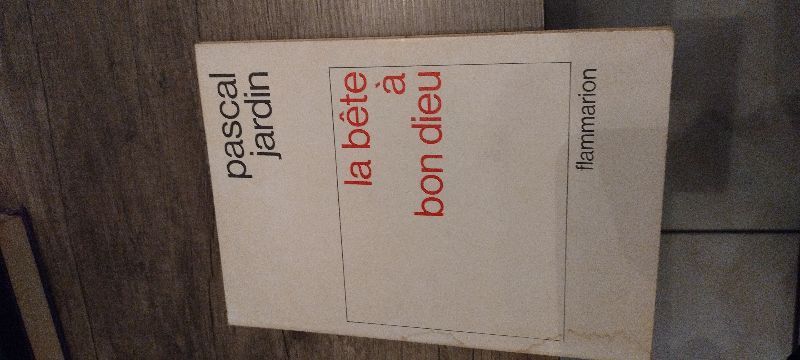 pascal
jardin
la bête
à
bon dieu
flammarion